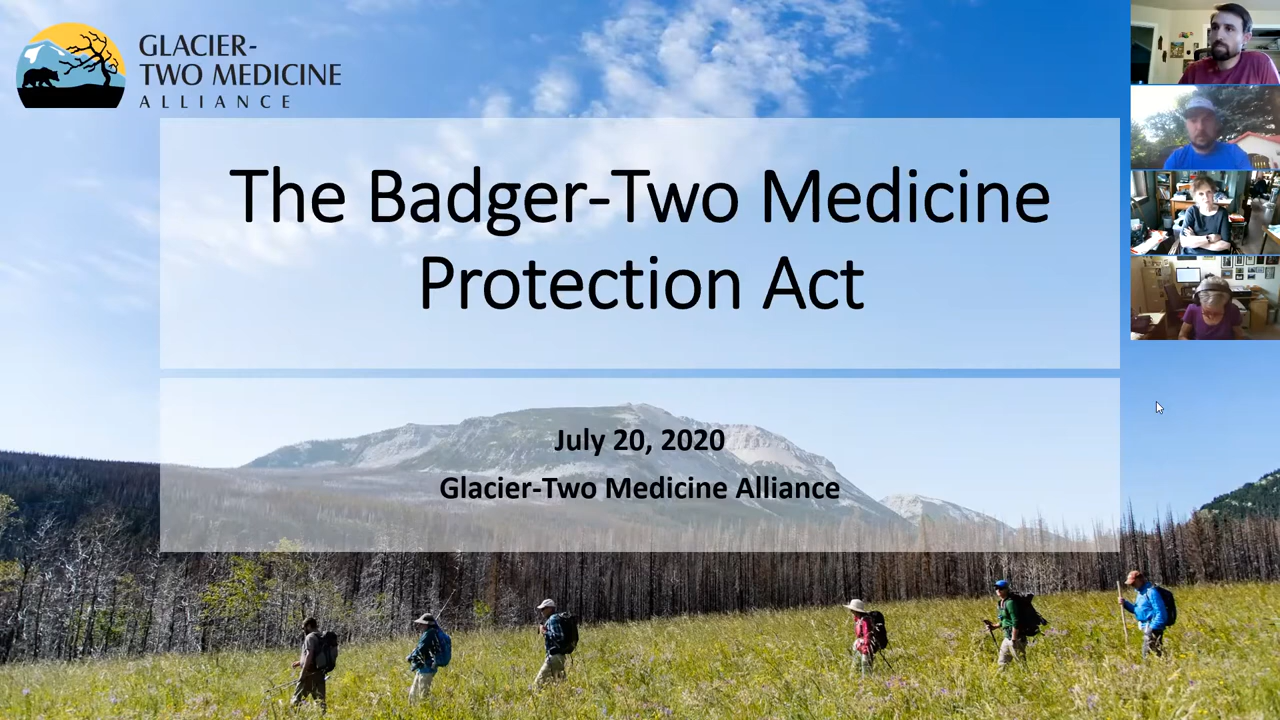 GLACIER-
TWO MEDICINE
ALLIANCE
The Badger-Two Medicine
Protection Act
July 20, 2020
Glacier-Two Medicine Alliance